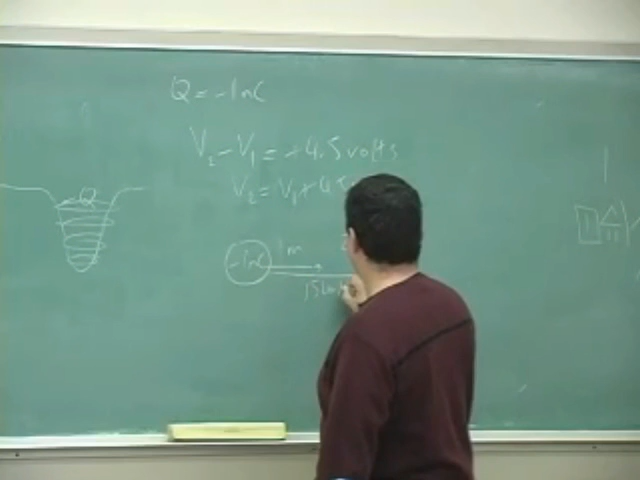 Q = -1nC
V₂ - V₁ = +4.5 volts
V₂ = V₁ + 4.5
-Q
-1nC 1m